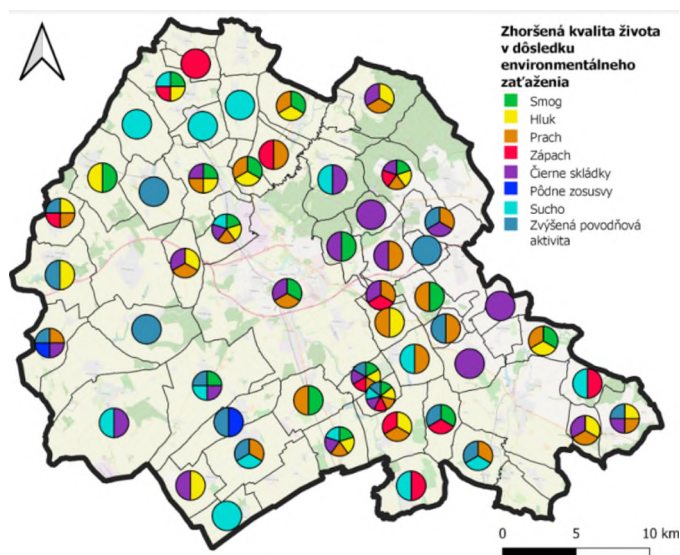 Zhoršená kvalita života
v dôsledku
environmentálneho
zaťaženia
Smog
Hluk
Prach
Zápach
Čierne skládky
Pôdne zosusvy
Sucho
Zvýšená povodňová
aktivita
0 5 10 km